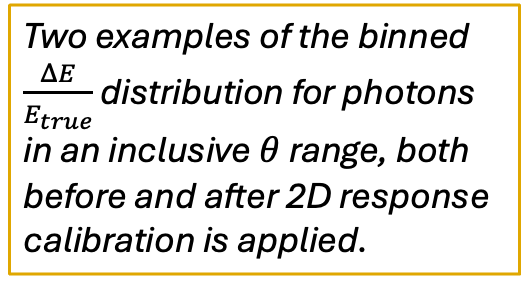 Two examples of the binned
ΔE/E_true distribution for photons
in an inclusive θ range, both
before and after 2D response
calibration is applied.